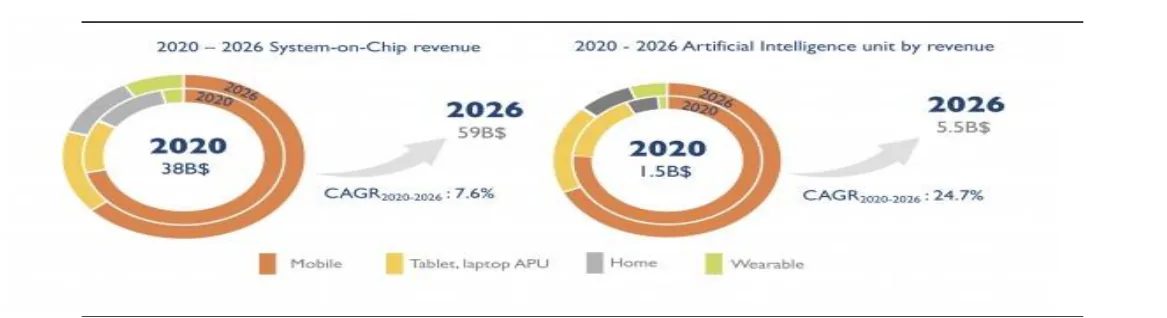 2020 – 2026 System-on-Chip revenue
2026
2020
2020
38B$
2026
59B$
CAGR2020-2026 : 7.6%
2020 - 2026 Artificial Intelligence unit by revenue
2026
2020
2020
1.5B$
2026
5.5B$
CAGR2020-2026 : 24.7%
Mobile
Tablet, laptop APU
Home
Wearable